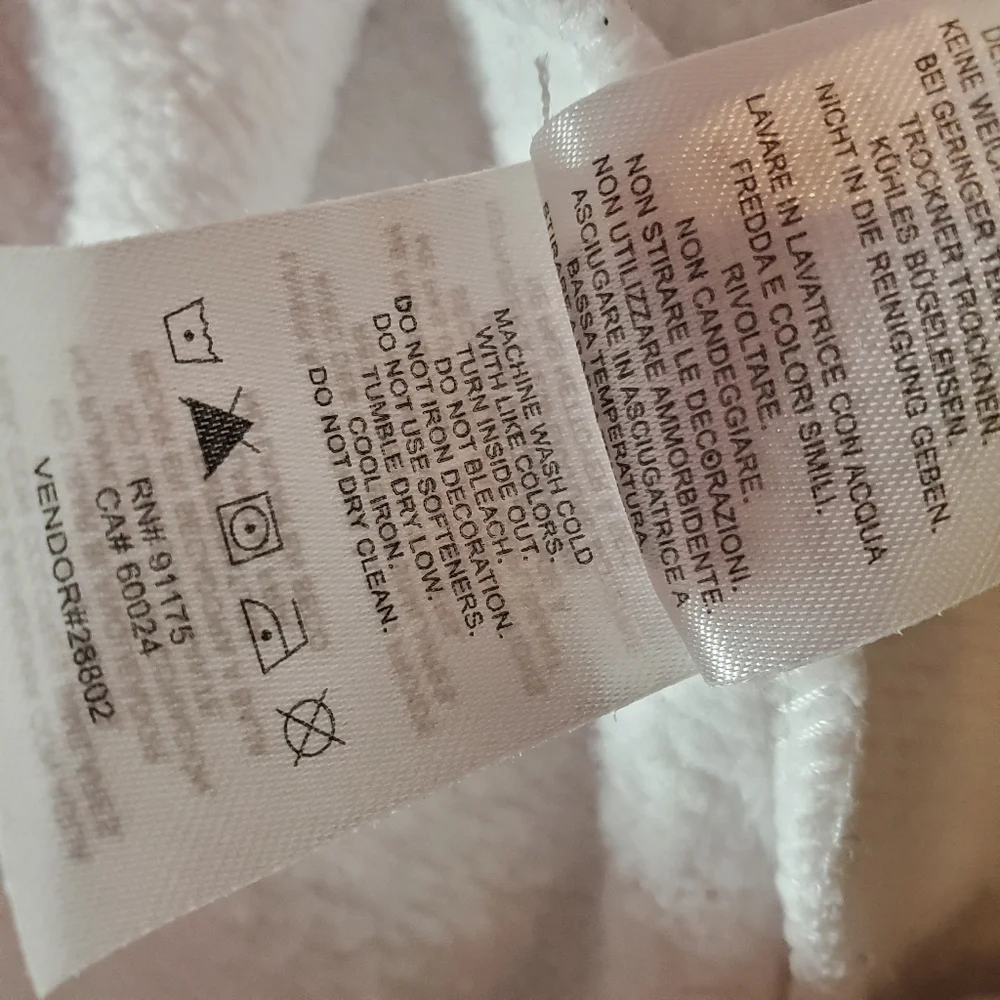 MACHINE WASH COLD
WITH LIKE COLORS.
TURN INSIDE OUT.
DO NOT BLEACH.
DO NOT IRON DECORATION.
DO NOT USE SOFTENERS.
TUMBLE DRY LOW.
COOL IRON.
DO NOT DRY CLEAN.
RN# 91175
CA# 60024
VENDOR#28802
KEINE
BEI GERINGER
TROCKNER TROCKNEN.
KÜHLES BÜGELEISEN.
NICHT IN DIE REINIGUNG GEBEN.
LAVARE IN LAVATRICE CON ACQUA
FREDDA E COLORI SIMILI.
RIVOLTARE.
NON CANDEGGIARE.
NON STIRARE LE DECORAZIONI.
NON UTILIZZARE AMMORBIDENTE.
ASCIUGARE IN ASCIUGATRICE A
BASSA TEMPERATURA.